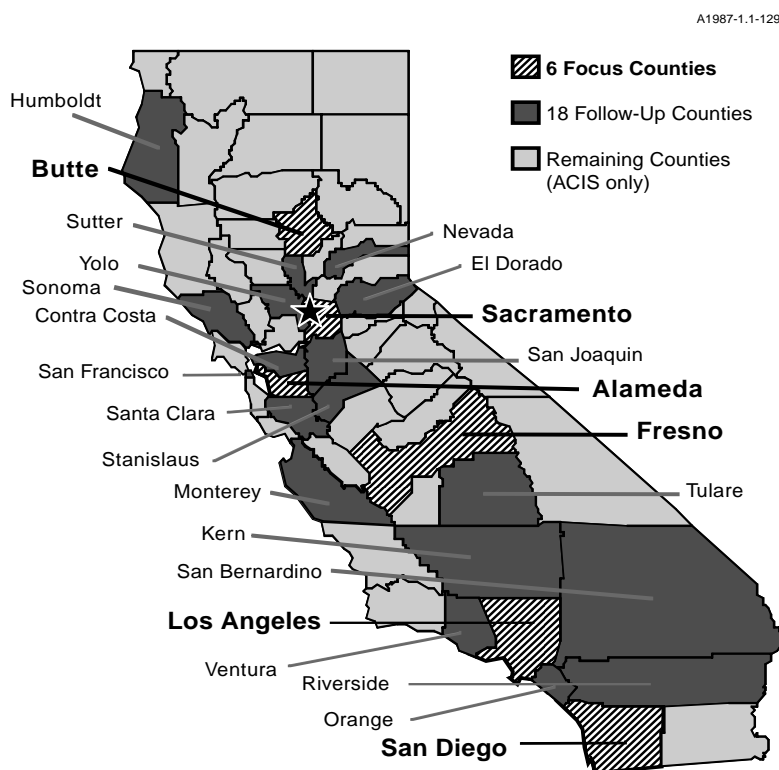 A1987-1.1-129
6 Focus Counties
18 Follow-Up Counties
Remaining Counties
(ACIS only)
Humboldt
Butte
Sutter
Nevada
Yolo
El Dorado
Sonoma
Contra Costa
Sacramento
San Joaquin
San Francisco
Alameda
Santa Clara
Fresno
Stanislaus
Monterey
Tulare
Kern
San Bernardino
Los Angeles
Ventura
Riverside
Orange
San Diego